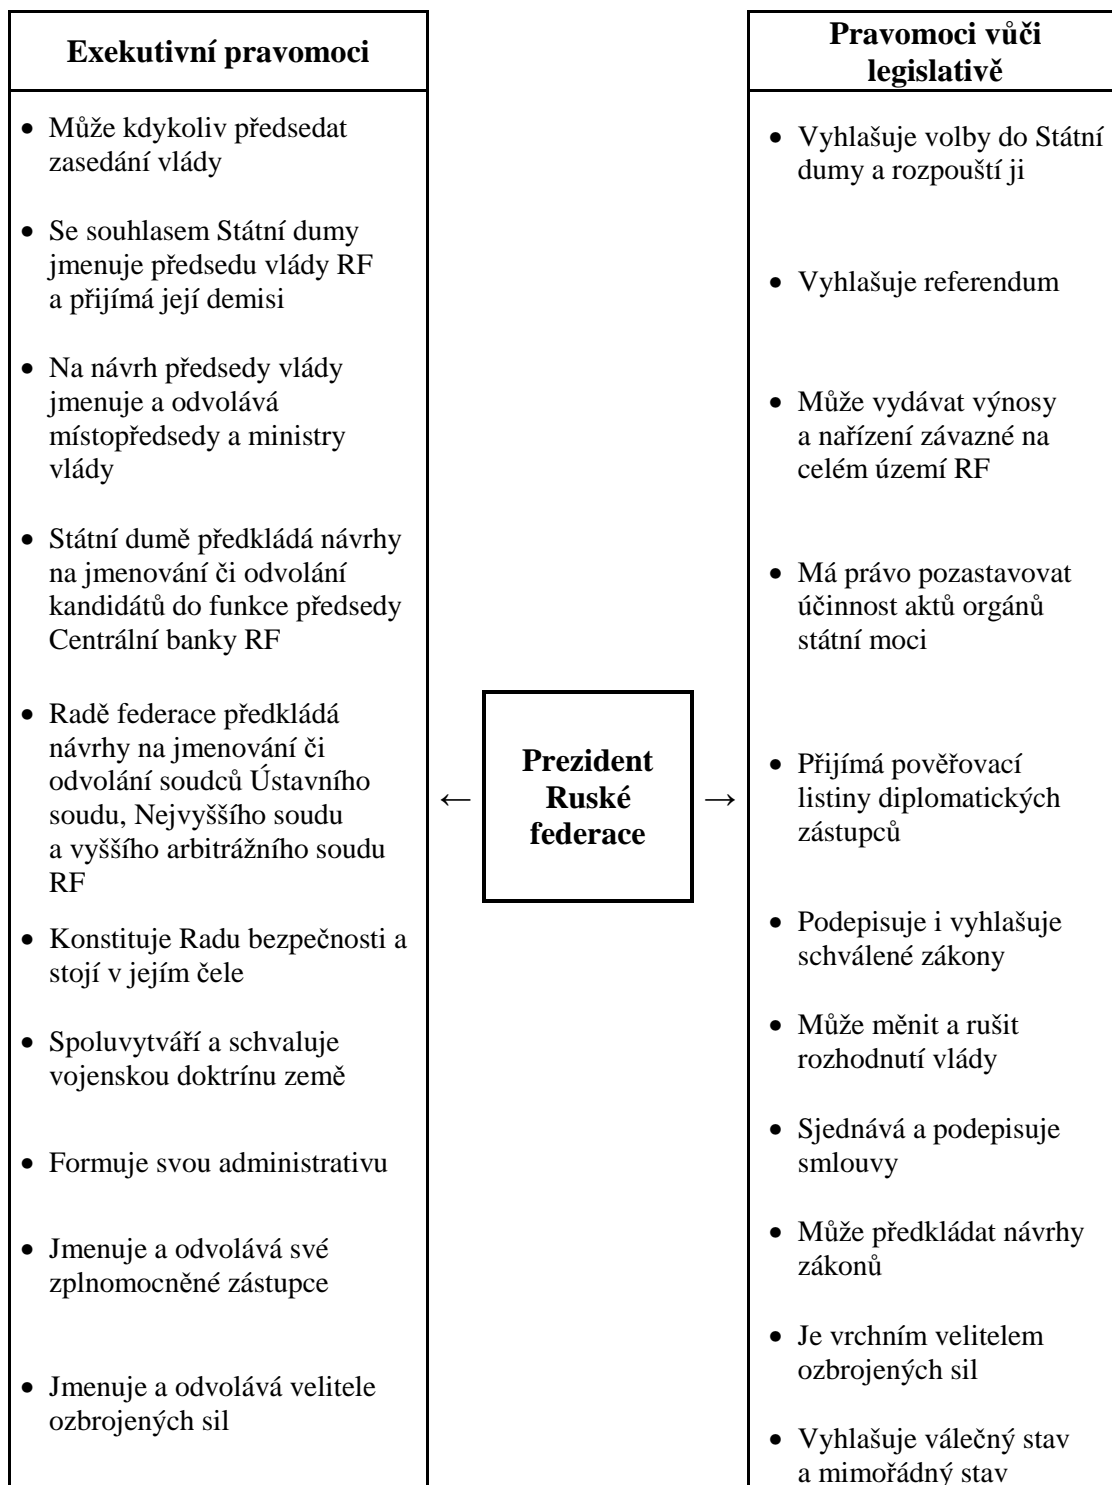 Exekutivní pravomoci
• Může kdykoliv předsedat
zasedání vlády
• Se souhlasem Státní dumy
jmenuje předsedu vlády RF
a přijímá její demisi
• Na návrh předsedy vlády
jmenuje a odvolává
místopředsedy a ministry
vlády
• Státní dumě předkládá návrhy
na jmenování či odvolání
kandidátů do funkce předsedy
Centrální banky RF
• Radě federace předkládá
návrhy na jmenování či
odvolání soudců Ústavního
soudu, Nejvyššího soudu
a vyššího arbitrážního soudu
RF
• Konstituje Radu bezpečnosti a
stojí v jejím čele
• Spoluvytváří a schvaluje
vojenskou doktrínu země
• Formuje svou administrativu
• Jmenuje a odvolává své
zplnomocněné zástupce
• Jmenuje a odvolává velitele
ozbrojených sil
←
Prezident
Ruské
federace
→
Pravomoci vůči
legislativě
• Vyhlašuje volby do Státní
dumy a rozpouští ji
• Vyhlašuje referendum
• Může vydávat výnosy
a nařízení závazné na
celém území RF
• Má právo pozastavovat
účinnost aktů orgánů
státní moci
• Přijímá pověřovací
listiny diplomatických
zástupců
• Podepisuje i vyhlašuje
schválené zákony
• Může měnit a rušit
rozhodnutí vlády
• Sjednává a podepisuje
smlouvy
• Může předkládat návrhy
zákonů
• Je vrchním velitelem
ozbrojených sil
• Vyhlašuje válečný stav
a mimořádný stav